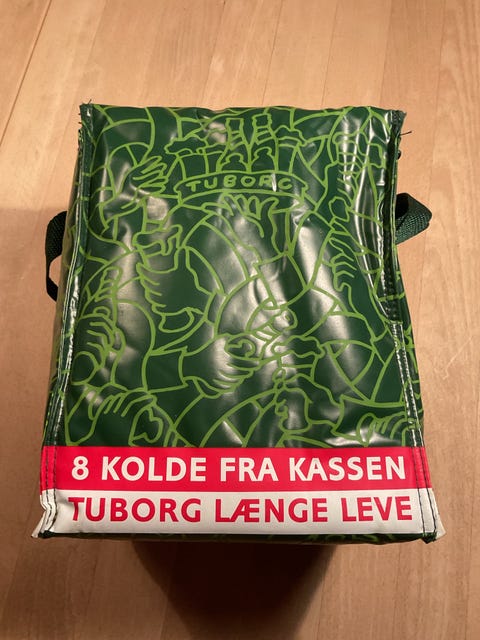 TUBORG
8 KOLDE FRA KASSEN
TUBORG LÆNGE LEVE